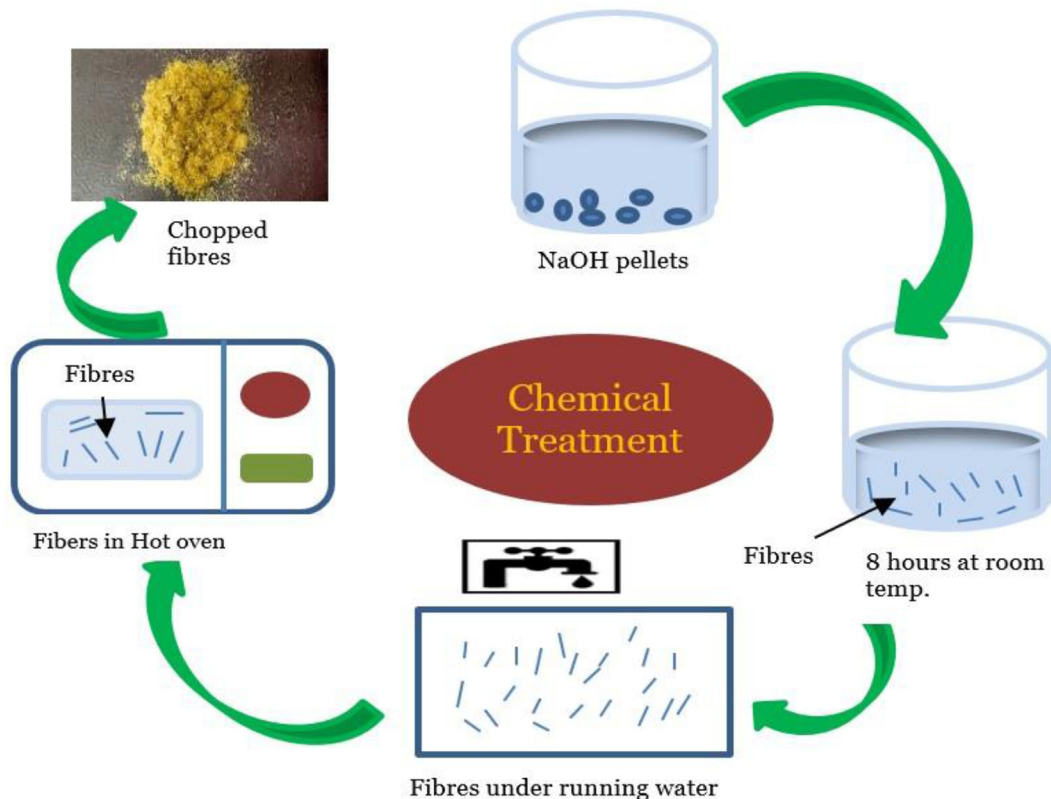 Chopped
fibres
NaOH pellets
Fibres
Chemical
Treatment
Fibers in Hot oven
Fibres
8 hours at room
temp.
Fibres under running water